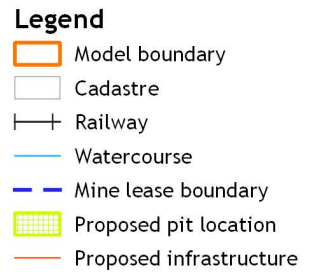 Legend
Model boundary
Cadastre
Railway
Watercourse
Mine lease boundary
Proposed pit location
Proposed infrastructure